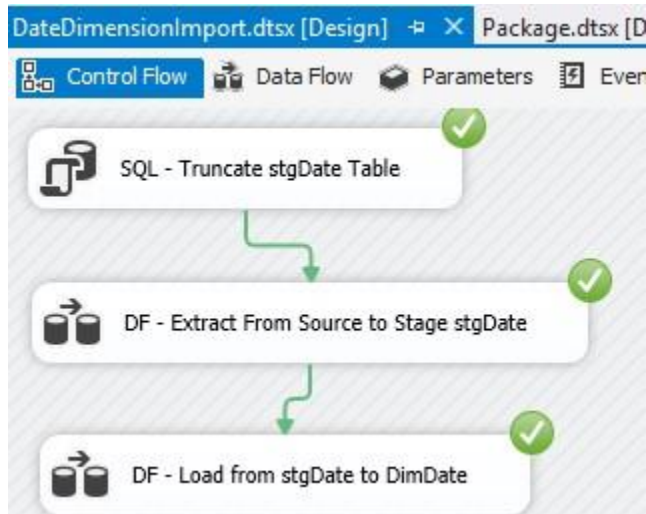 DateDimensionImport.dtsx [Design] Package.dtsx [D
Control Flow Data Flow Parameters Even
SQL - Truncate stgDate Table
DF - Extract From Source to Stage stgDate
DF - Load from stgDate to DimDate